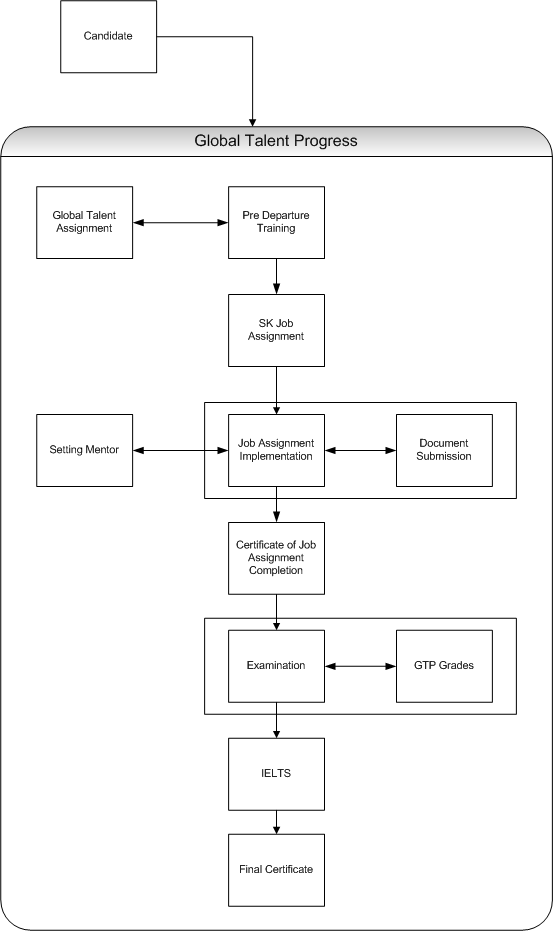 Candidate
Global Talent Progress
Global Talent
Assignment
Pre Departure
Training
SK Job
Assignment
Setting Mentor
Job Assignment
Implementation
Document
Submission
Certificate of Job
Assignment
Completion
Examination
GTP Grades
IELTS
Final Certificate